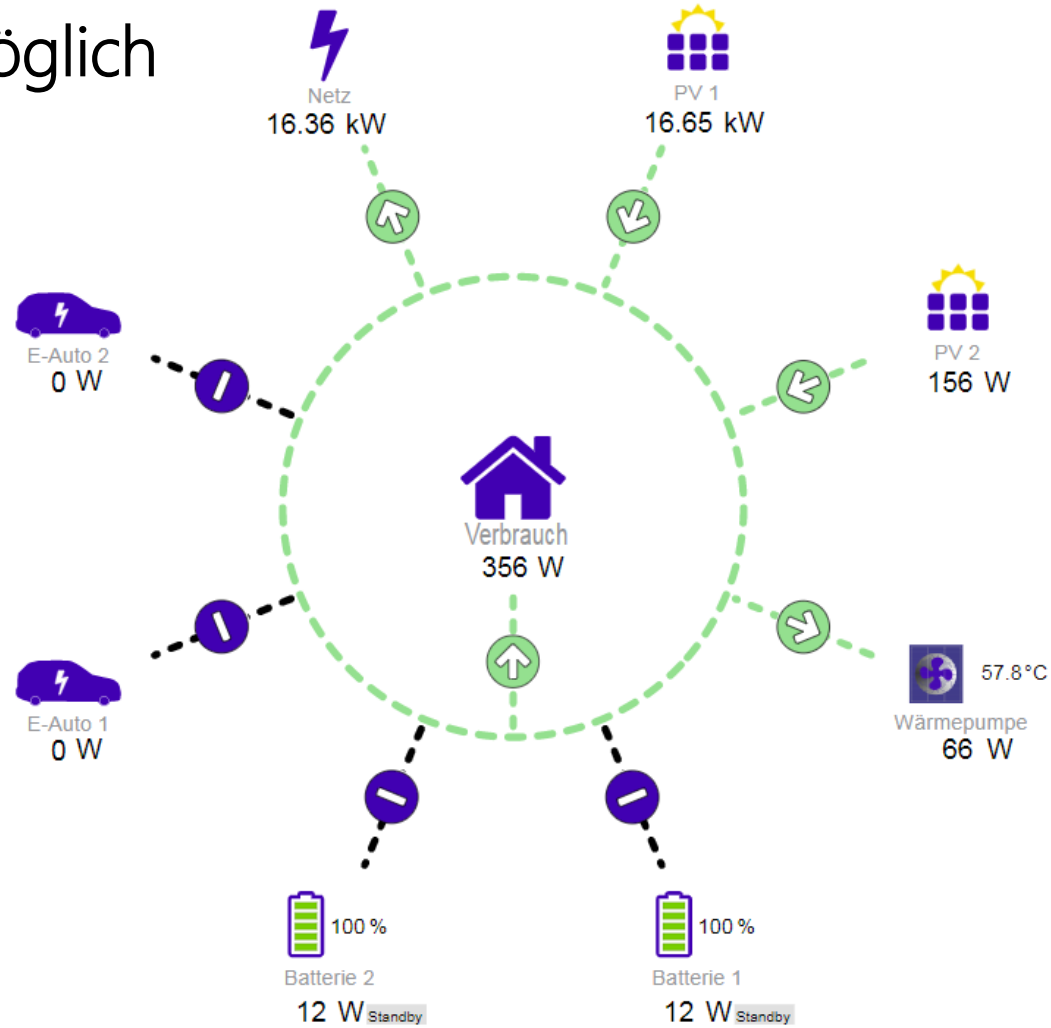 öglich
Netz
16.36 kW
PV 1
16.65 kW
E-Auto 2
0 W
PV 2
156 W
Verbrauch
356 W
E-Auto 1
0 W
57.8°C
Wärmepumpe
66 W
100 %
Batterie 2
12 W Standby
100 %
Batterie 1
12 W Standby